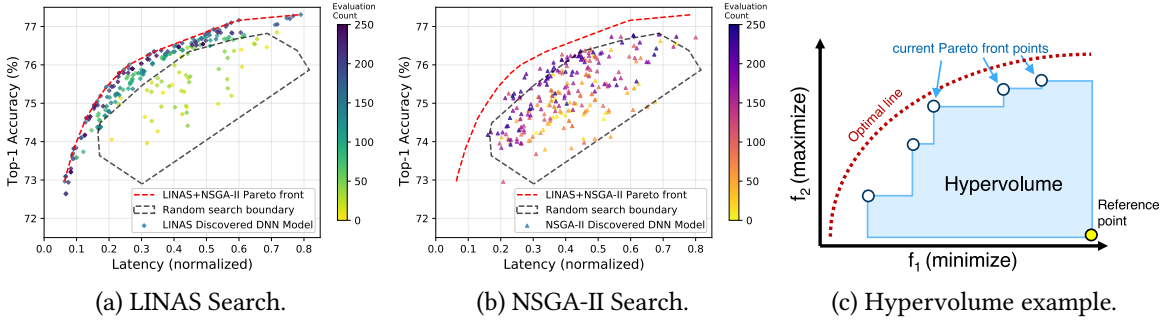 Evaluation
Count
77
76
75
74
73
72
Top-1 Accuracy (%)
0.0 0.1 0.2 0.3 0.4 0.5 0.6 0.7 0.8
Latency (normalized)
LINAS+NSGA-II Pareto front
Random search boundary
LINAS Discovered DNN Model
250
200
150
100
50
0
(a) LINAS Search.
Evaluation
Count
77
76
75
74
73
72
Top-1 Accuracy (%)
0.0 0.1 0.2 0.3 0.4 0.5 0.6 0.7 0.8
Latency (normalized)
LINAS+NSGA-II Pareto front
Random search boundary
NSGA-II Discovered DNN Model
250
200
150
100
50
0
(b) NSGA-II Search.
current Pareto front points
Optimal line
f2 (maximize)
Hypervolume
Reference
point
f1 (minimize)
(c) Hypervolume example.